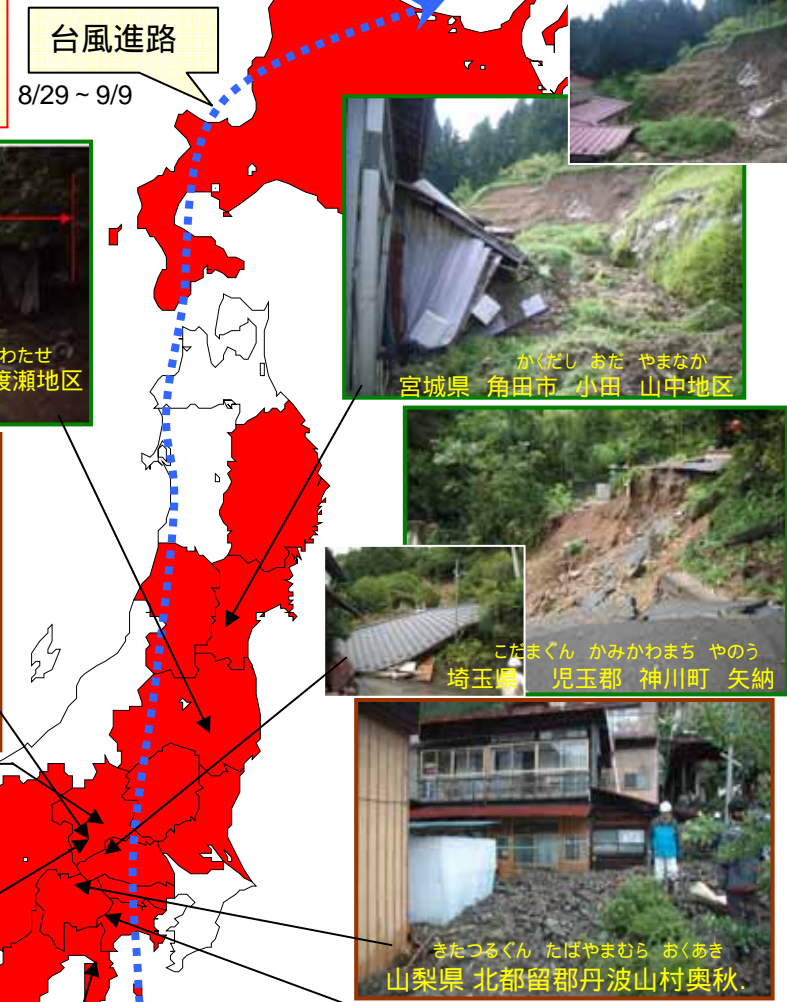 台風進路
8/29 ~ 9/9
わたせ
渡瀬地区
かくだし おだ やまなか
宮城県 角田市 小田 山中地区
こだまぐん かみかわまち やのう
埼玉県 児玉郡 神川町 矢納
きたつるぐん たばやまむら おくあき
山梨県 北都留郡丹波山村奥秋.